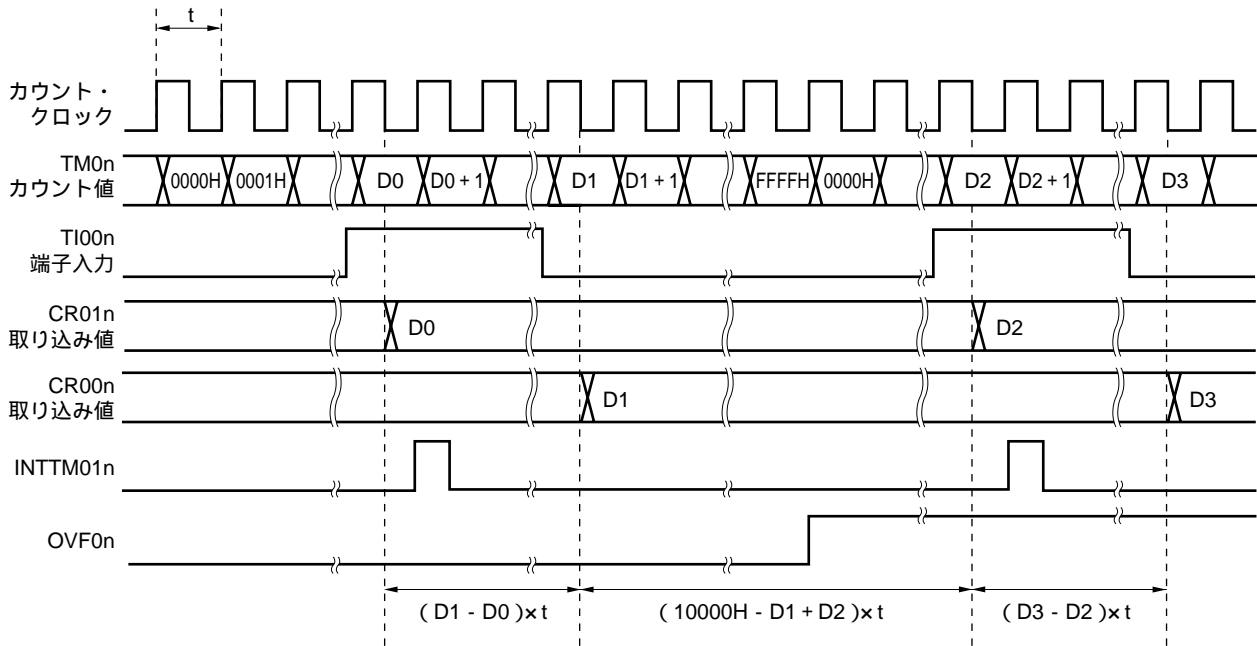 t
カウント・
クロック
TM0n
カウント値
0000H 0001H D0 D0 + 1 D1 D1 + 1 FFFFH 0000H D2 D2 + 1 D3
TI00n
端子入力
CR01n
取り込み値
D0 D2
CR00n
取り込み値
D1 D3
INTTM01n
OVF0n
( D1 - D0 )× t ( 10000H - D1 + D2 )× t ( D3 - D2 )× t